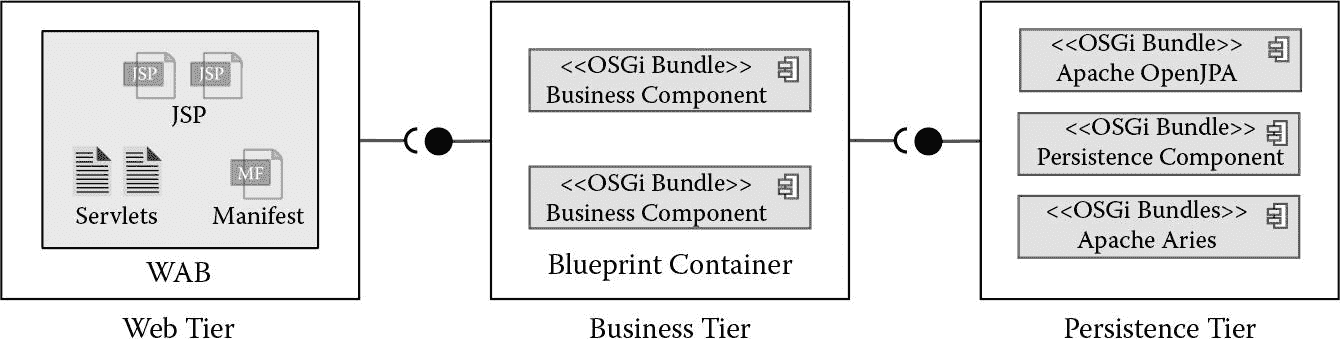 JSP JSP
JSP
MF
Servlets Manifest
WAB
Web Tier
<<OSGi Bundle>>
Business Component
<<OSGi Bundle>>
Business Component
Blueprint Container
Business Tier
<<OSGi Bundle>>
Apache OpenJPA
<<OSGi Bundle>>
Persistence Component
<<OSGi Bundles>>
Apache Aries
Persistence Tier